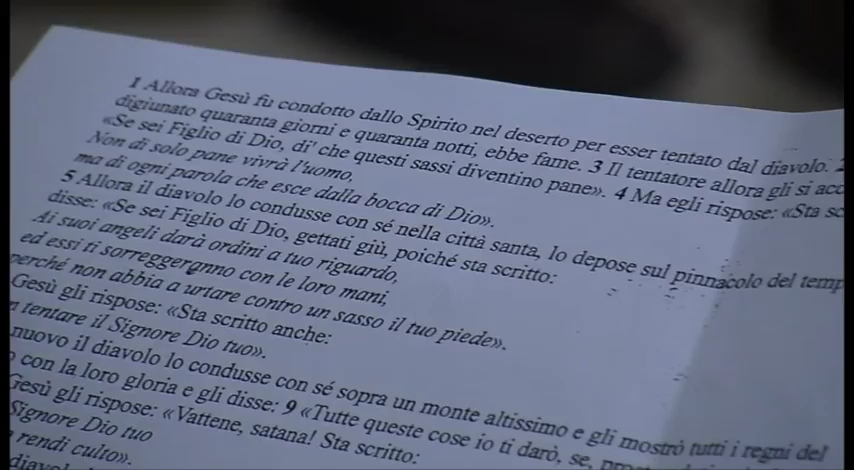 1 Allora Gesù fu condotto dallo Spirito nel deserto per esser tentato dal diavolo. 2
digiunato quaranta giorni e quaranta notti, ebbe fame. 3 Il tentatore allora gli si acc
«Se sei Figlio di Dio, di' che questi sassi diventino pane». 4 Ma egli rispose: «Sta sc
Non di solo pane vivrà l'uomo,
ma di ogni parola che esce dalla bocca di Dio».
5 Allora il diavolo lo condusse con sé nella città santa, lo depose sul pinnacolo del temp
disse: «Se sei Figlio di Dio, gettati giù, poiché sta scritto:
Ai suoi angeli darà ordini a tuo riguardo,
ed essi ti sorreggeranno con le loro mani,
perché non abbia a urtare contro un sasso il tuo piede».
Gesù gli rispose: «Sta scritto anche:
n tentare il Signore Dio tuo».
nuovo il diavolo lo condusse con sé sopra un monte altissimo e gli mostrò tutti i regni del
o con la loro gloria e gli disse: 9 «Tutte queste cose io ti darò, se,
Gesù gli rispose: «Vattene, satana! Sta scritto:
Signore Dio tuo
rendi culto».
diavol